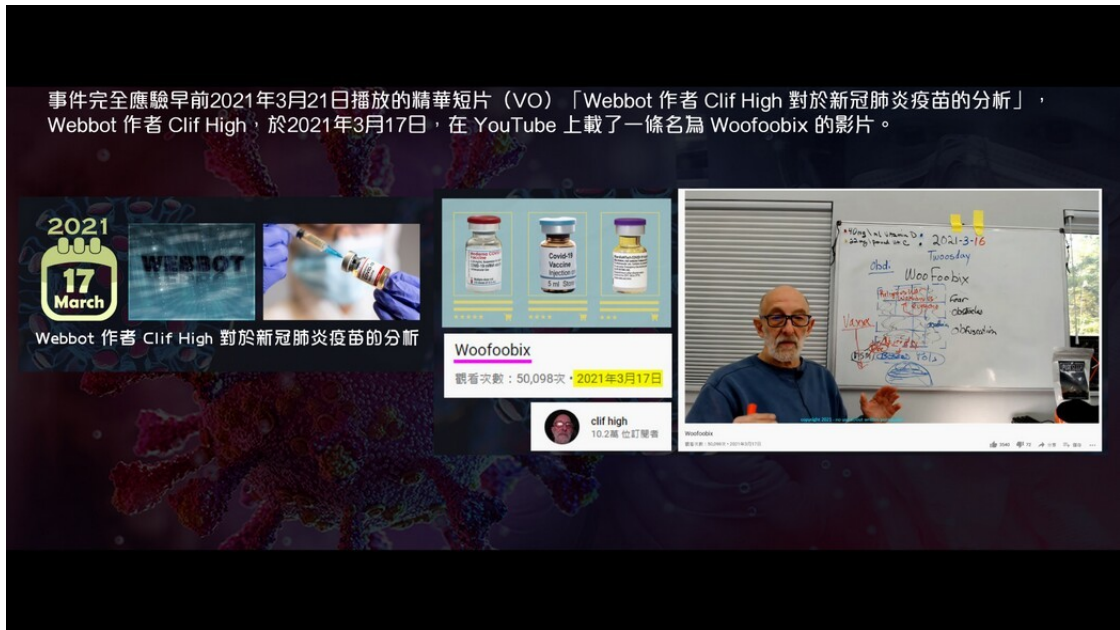 事件完全應驗早前2021年3月21日播放的精華短片（VO）「Webbot 作者 Clif High 對於新冠肺炎疫苗的分析」，
Webbot 作者 Clif High，於2021年3月17日，在 YouTube 上載了一條名為 Woofoobix 的影片。
2021
17
March
WEBBOT
Webbot 作者 Clif High 對於新冠肺炎疫苗的分析
Covid-19
Vaccine
Injection
5 ml
Woofoobix
觀看次數：50,098次・2021年3月17日
clif high
10.2萬 位訂閱者
2021-3-16
Twoosday
Obd.
Woo Foobix
Fear
obstacles
obfuscation
Woofoobix